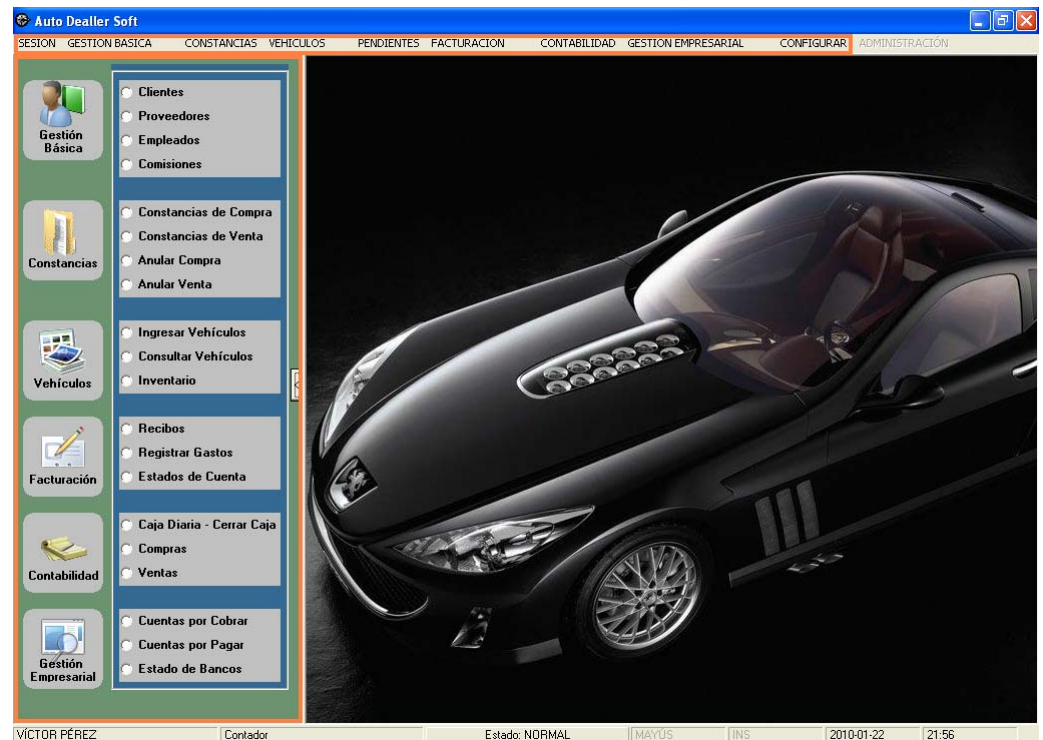 Auto Dealler Soft
SESION GESTION BASICA CONSTANCIAS VEHICULOS PENDIENTES FACTURACION CONTABILIDAD GESTION EMPRESARIAL CONFIGURAR ADMINISTRACIÓN
Gestión
Básica
Clientes
Proveedores
Empleados
Comisiones
Constancias
Constancias de Compra
Constancias de Venta
Anular Compra
Anular Venta
Vehículos
Ingresar Vehículos
Consultar Vehículos
Inventario
Facturación
Recibos
Registrar Gastos
Estados de Cuenta
Contabilidad
Caja Diaria - Cerrar Caja
Compras
Ventas
Gestión
Empresarial
Cuentas por Cobrar
Cuentas por Pagar
Estado de Bancos
VÍCTOR PÉREZ Contador Estado: NORMAL MAYÚS INS 2010-01-22 21:56